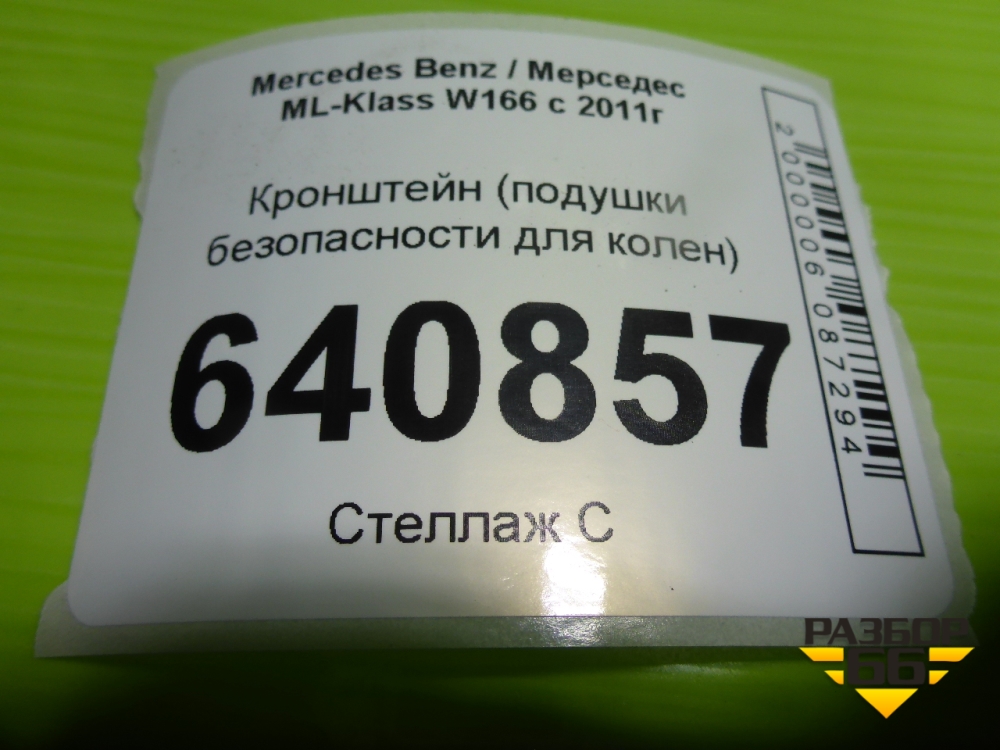 Mercedes Benz / Мерседес
ML-Klass W166 с 2011г
Кронштейн (подушки
безопасности для колен)
640857
Стеллаж С
2000006087294
РАЗБОР
66